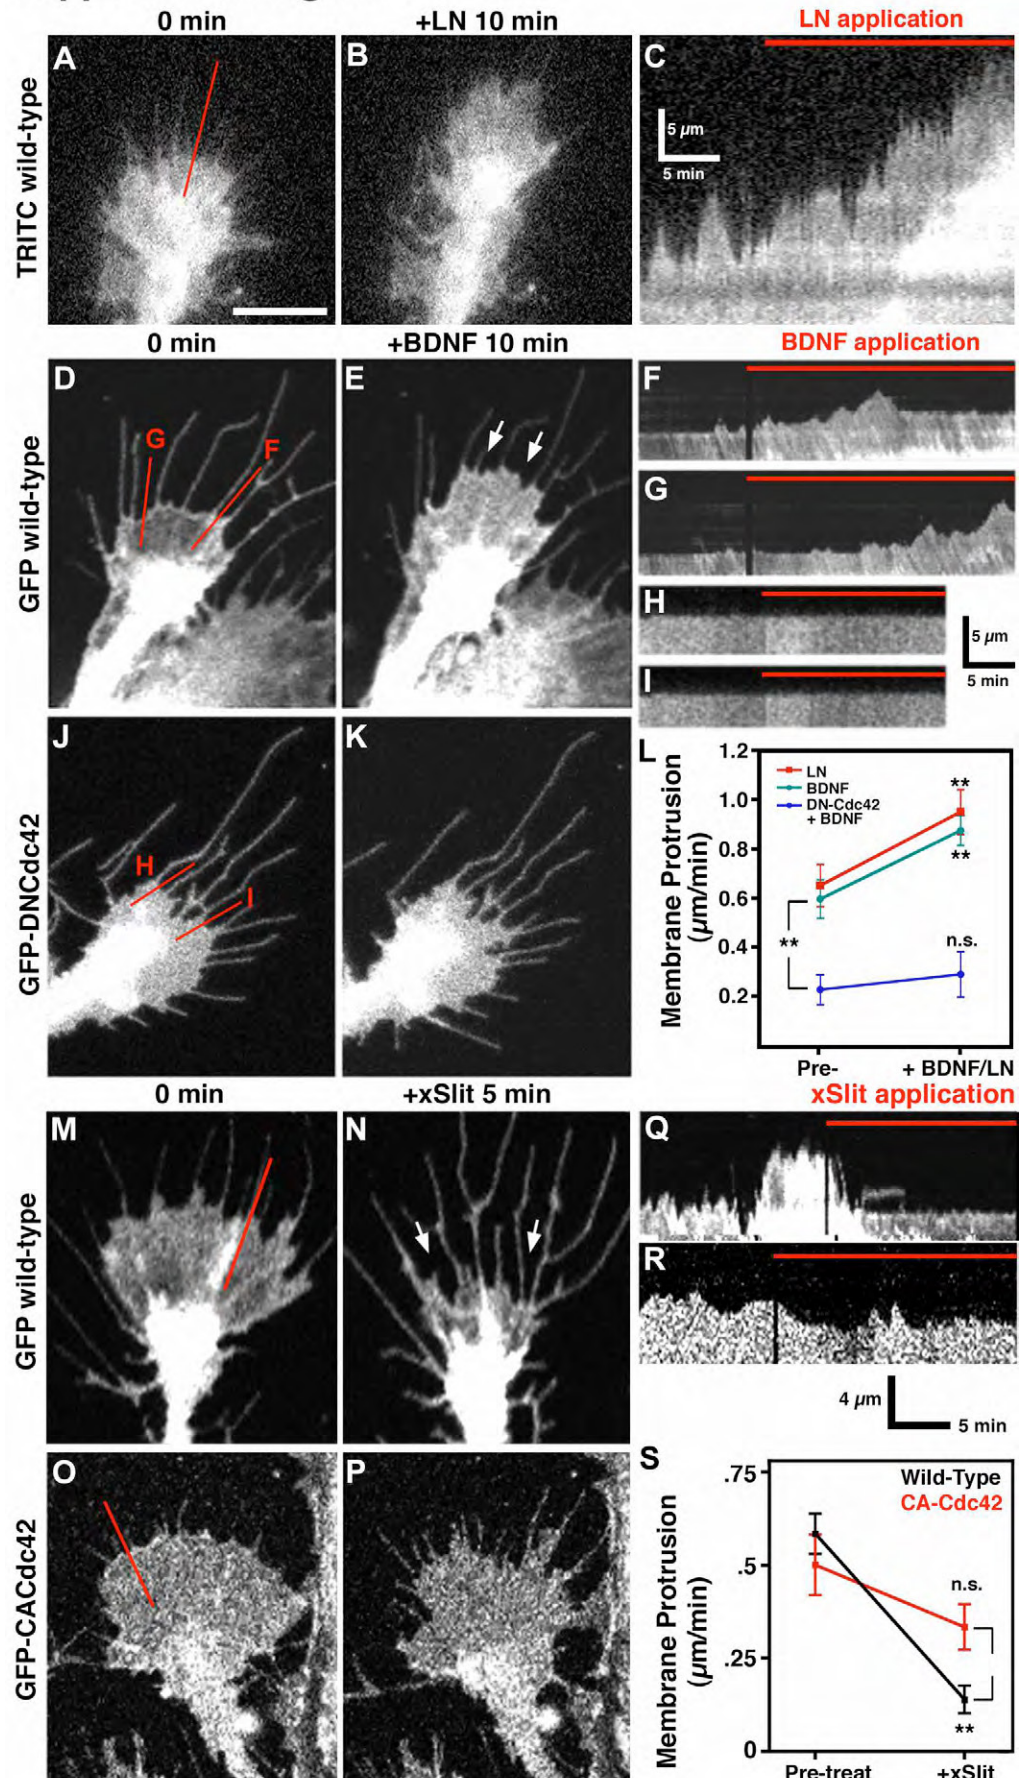 0 min
+LN 10 min
LN application
TRITC wild-type
A
B
C
5 µm
5 min
0 min
+BDNF 10 min
BDNF application
GFP wild-type
D
G
F
E
F
G
H
I
5 µm
5 min
GFP-DNCdc42
J
H
I
K
L
Membrane Protrusion
(µm/min)
1.2
1.0
0.8
0.6
0.4
0.2
LN
BDNF
DN-Cdc42
+ BDNF
**
**
**
n.s.
Pre-
+ BDNF/LN
0 min
+xSlit 5 min
xSlit application
GFP wild-type
M
N
Q
R
4 µm
5 min
GFP-CACdc42
O
P
S
Membrane Protrusion
(µm/min)
.75
.5
.25
0
Wild-Type
CA-Cdc42
n.s.
**
Pre-treat
+xSlit